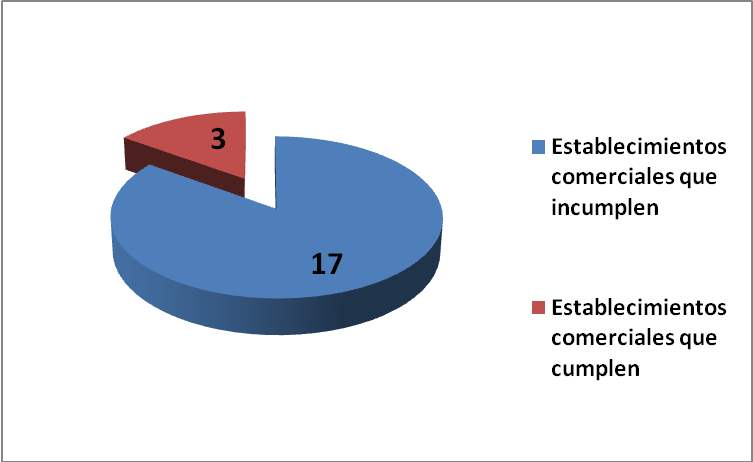 3
17
Establecimientos
comerciales que
incumplen
Establecimientos
comerciales que
cumplen